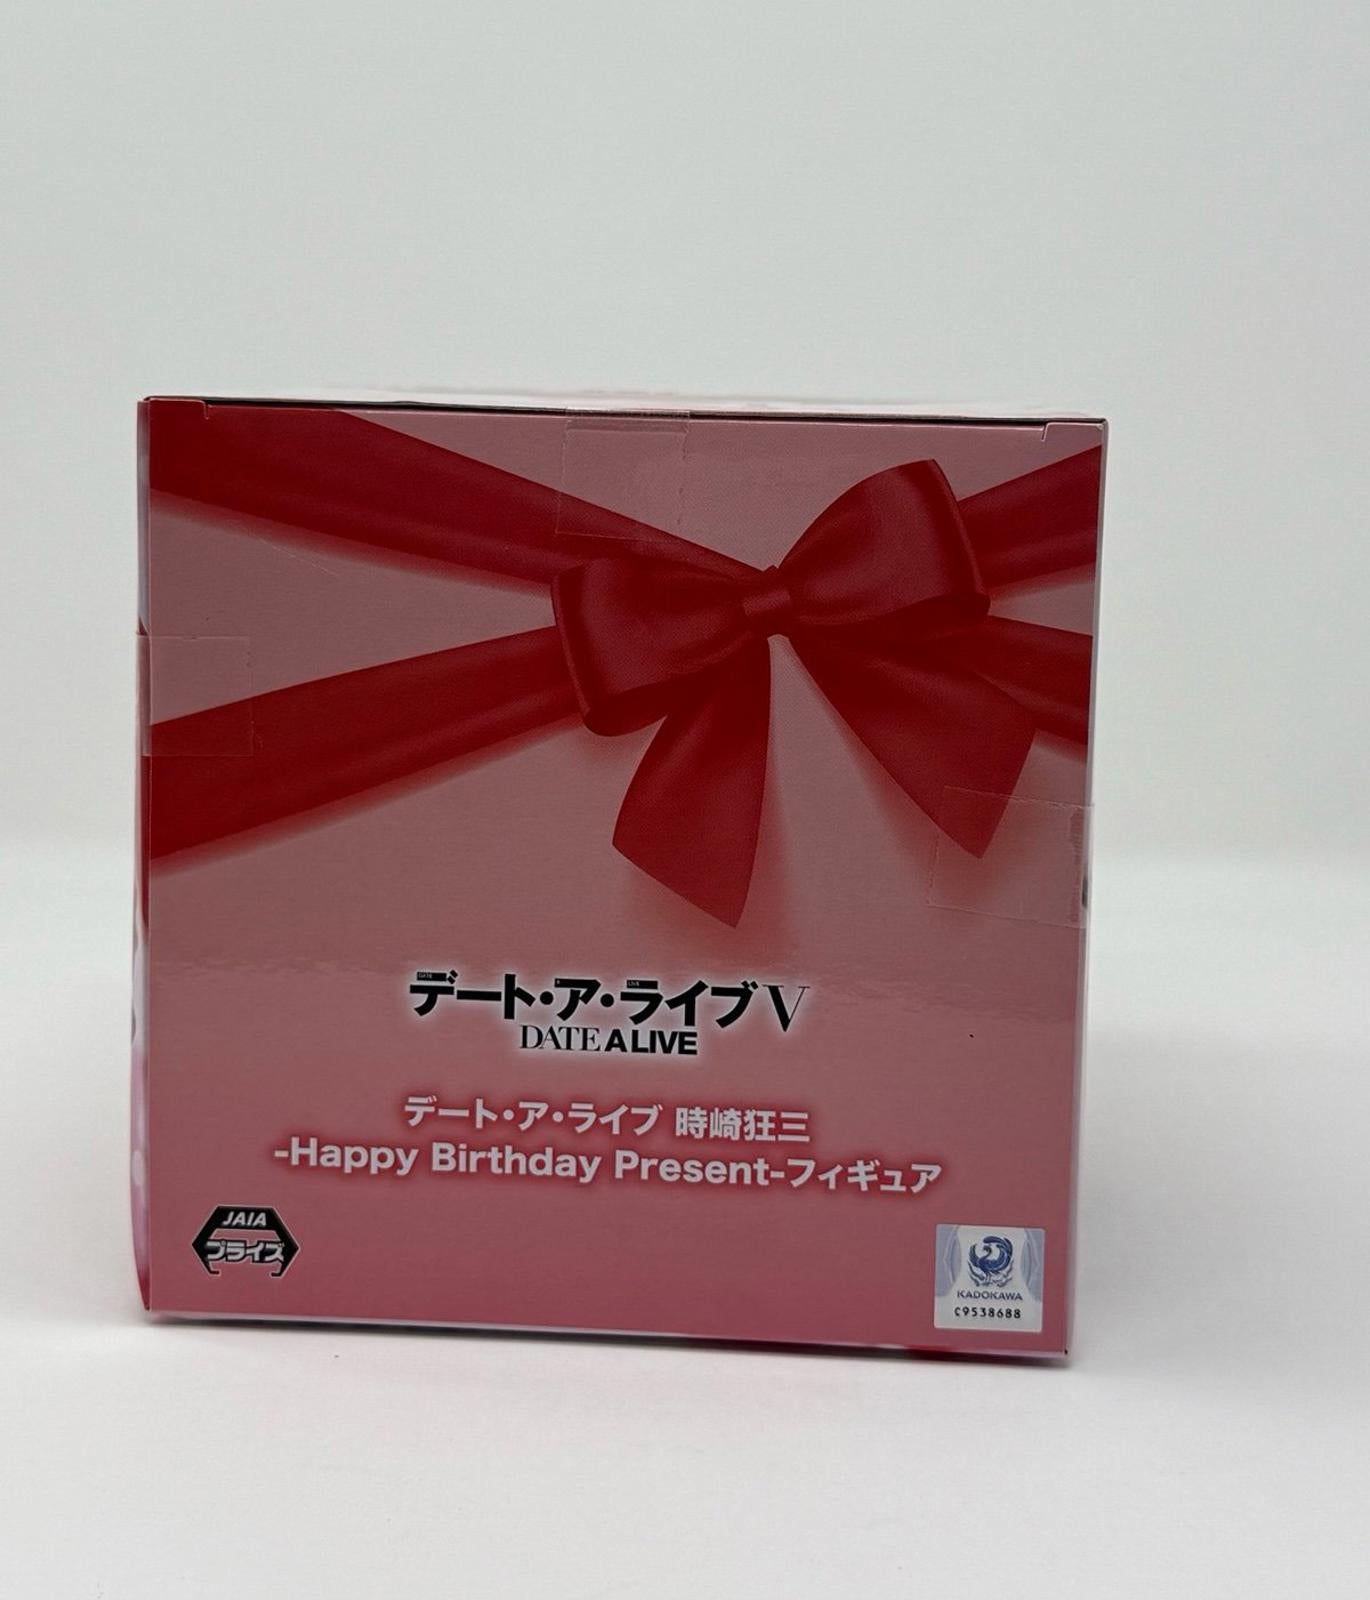 デート・ア・ライブ V
DATE A LIVE
デート・ア・ライブ 時崎狂三
-Happy Birthday Present-フィギュア
JAIA
プライズ
KADOKAWA
C9538688